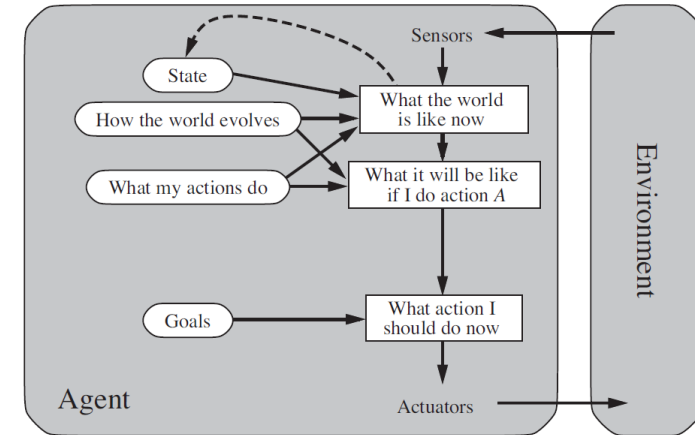 Sensors
State
What the world
is like now
How the world evolves
What it will be like
if I do action A
What my actions do
Environment
What action I
should do now
Goals
Agent
Actuators